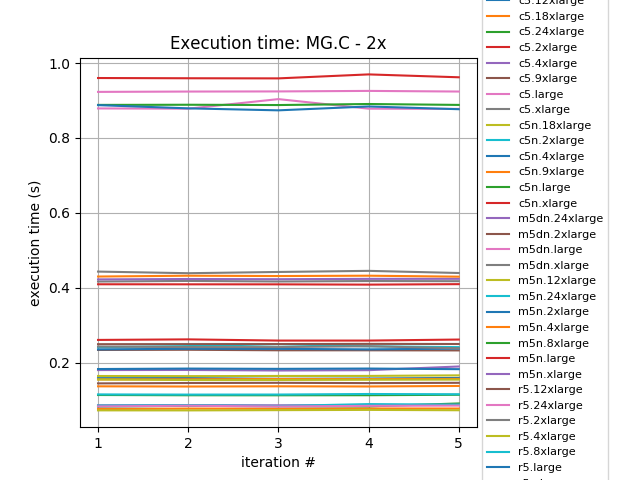 Execution time: MG.C - 2x
1.0
0.8
0.6
0.4
0.2
execution time (s)
1 2 3 4 5
iteration #
c5.12xlarge
c5.18xlarge
c5.24xlarge
c5.2xlarge
c5.4xlarge
c5.9xlarge
c5.large
c5.xlarge
c5n.18xlarge
c5n.2xlarge
c5n.4xlarge
c5n.9xlarge
c5n.large
c5n.xlarge
m5dn.24xlarge
m5dn.2xlarge
m5dn.large
m5dn.xlarge
m5n.12xlarge
m5n.24xlarge
m5n.2xlarge
m5n.4xlarge
m5n.8xlarge
m5n.large
m5n.xlarge
r5.12xlarge
r5.24xlarge
r5.2xlarge
r5.4xlarge
r5.8xlarge
r5.large